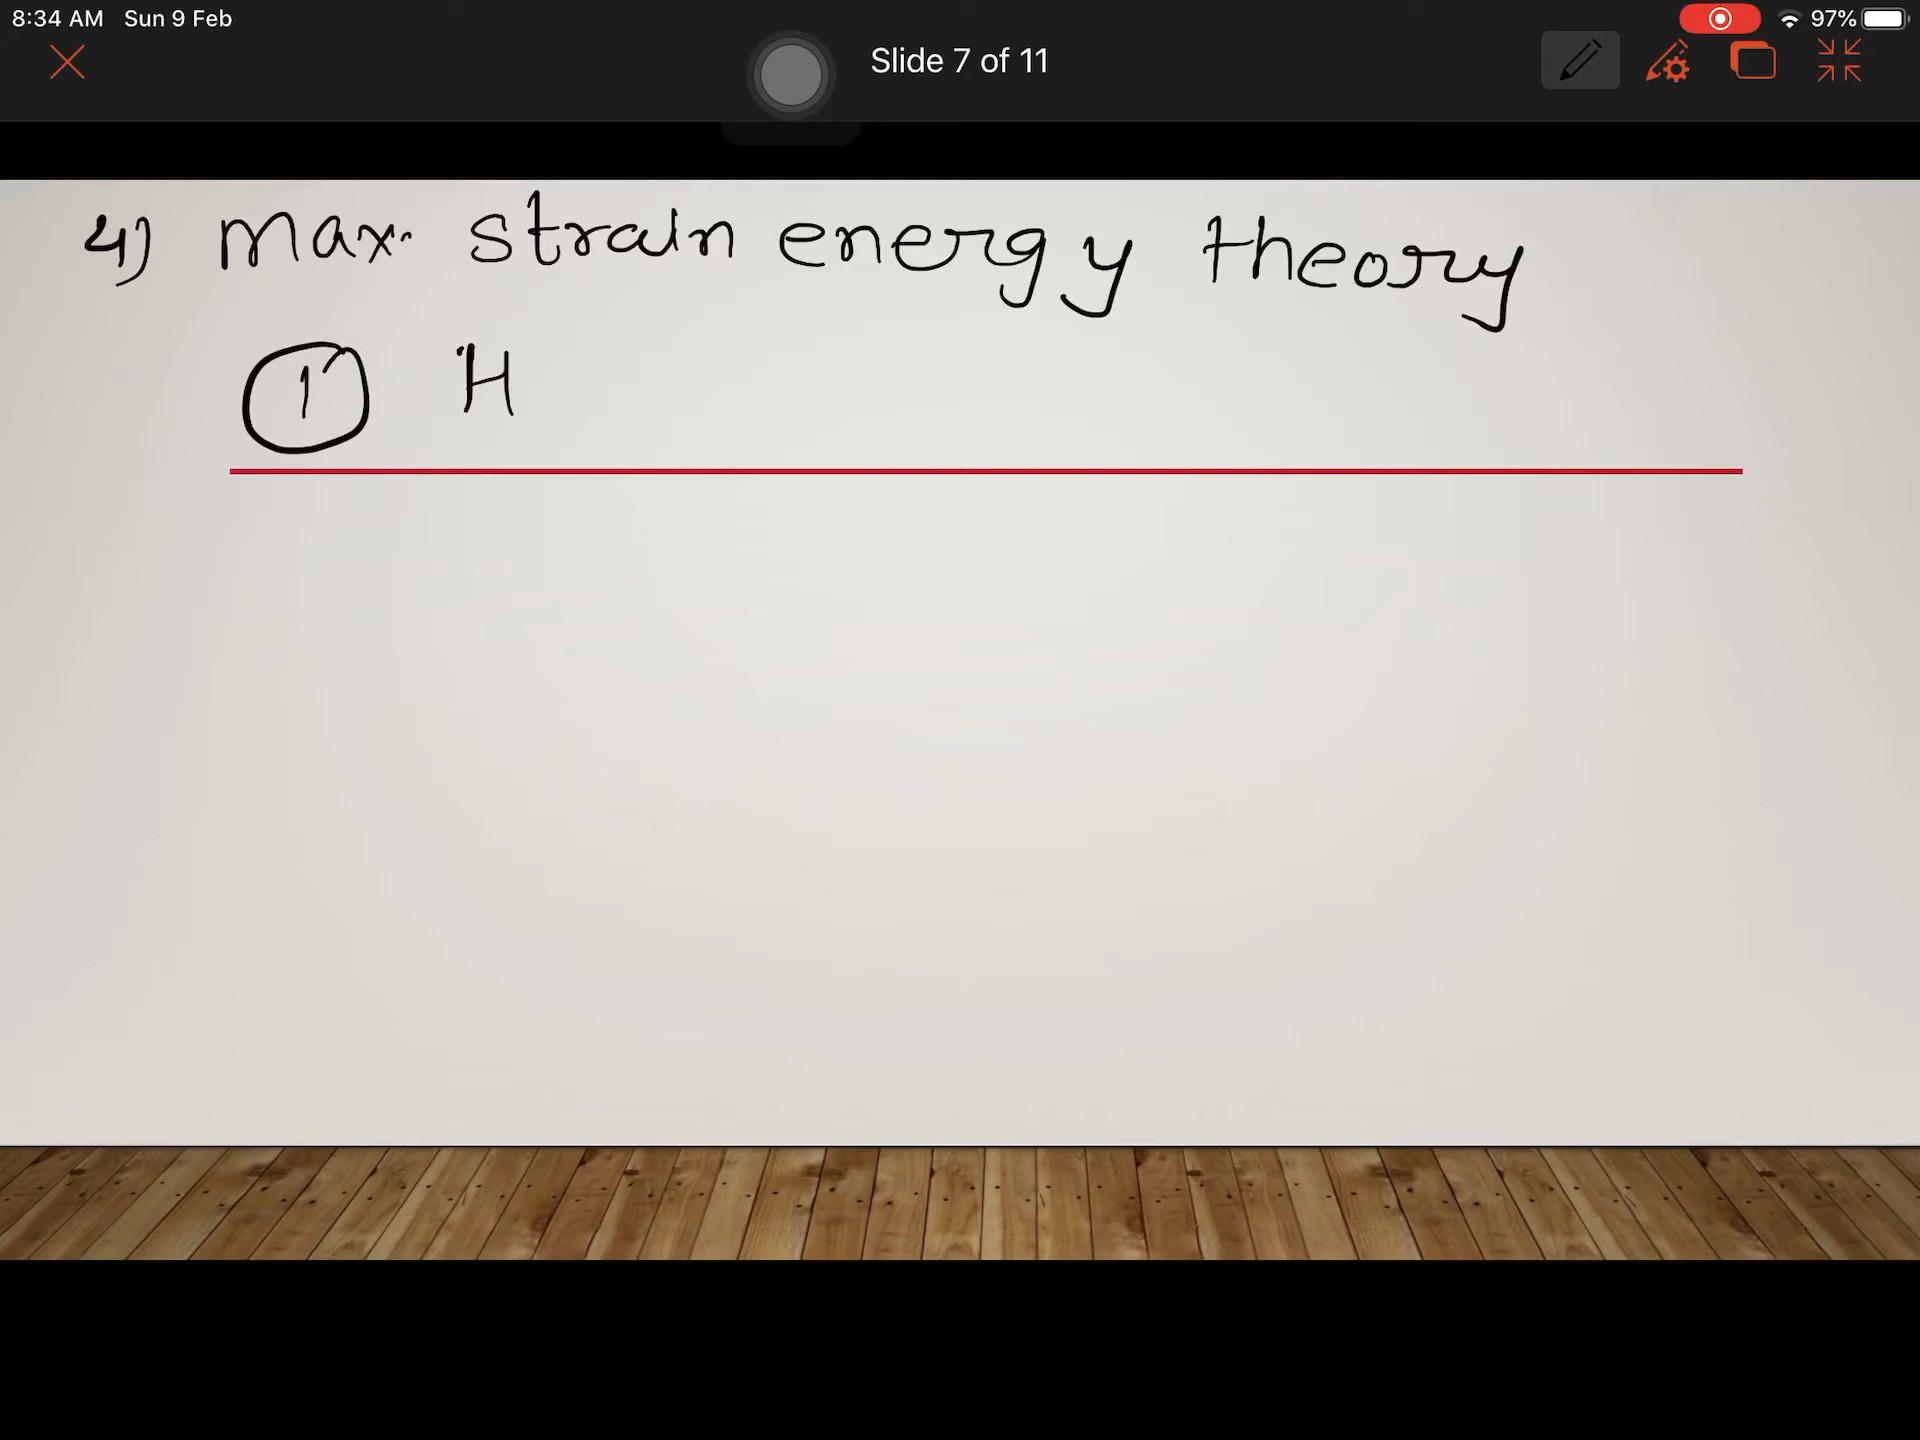 8:34 AM Sun 9 Feb
97%
Slide 7 of 11
4) Max. strain energy theory
1 H